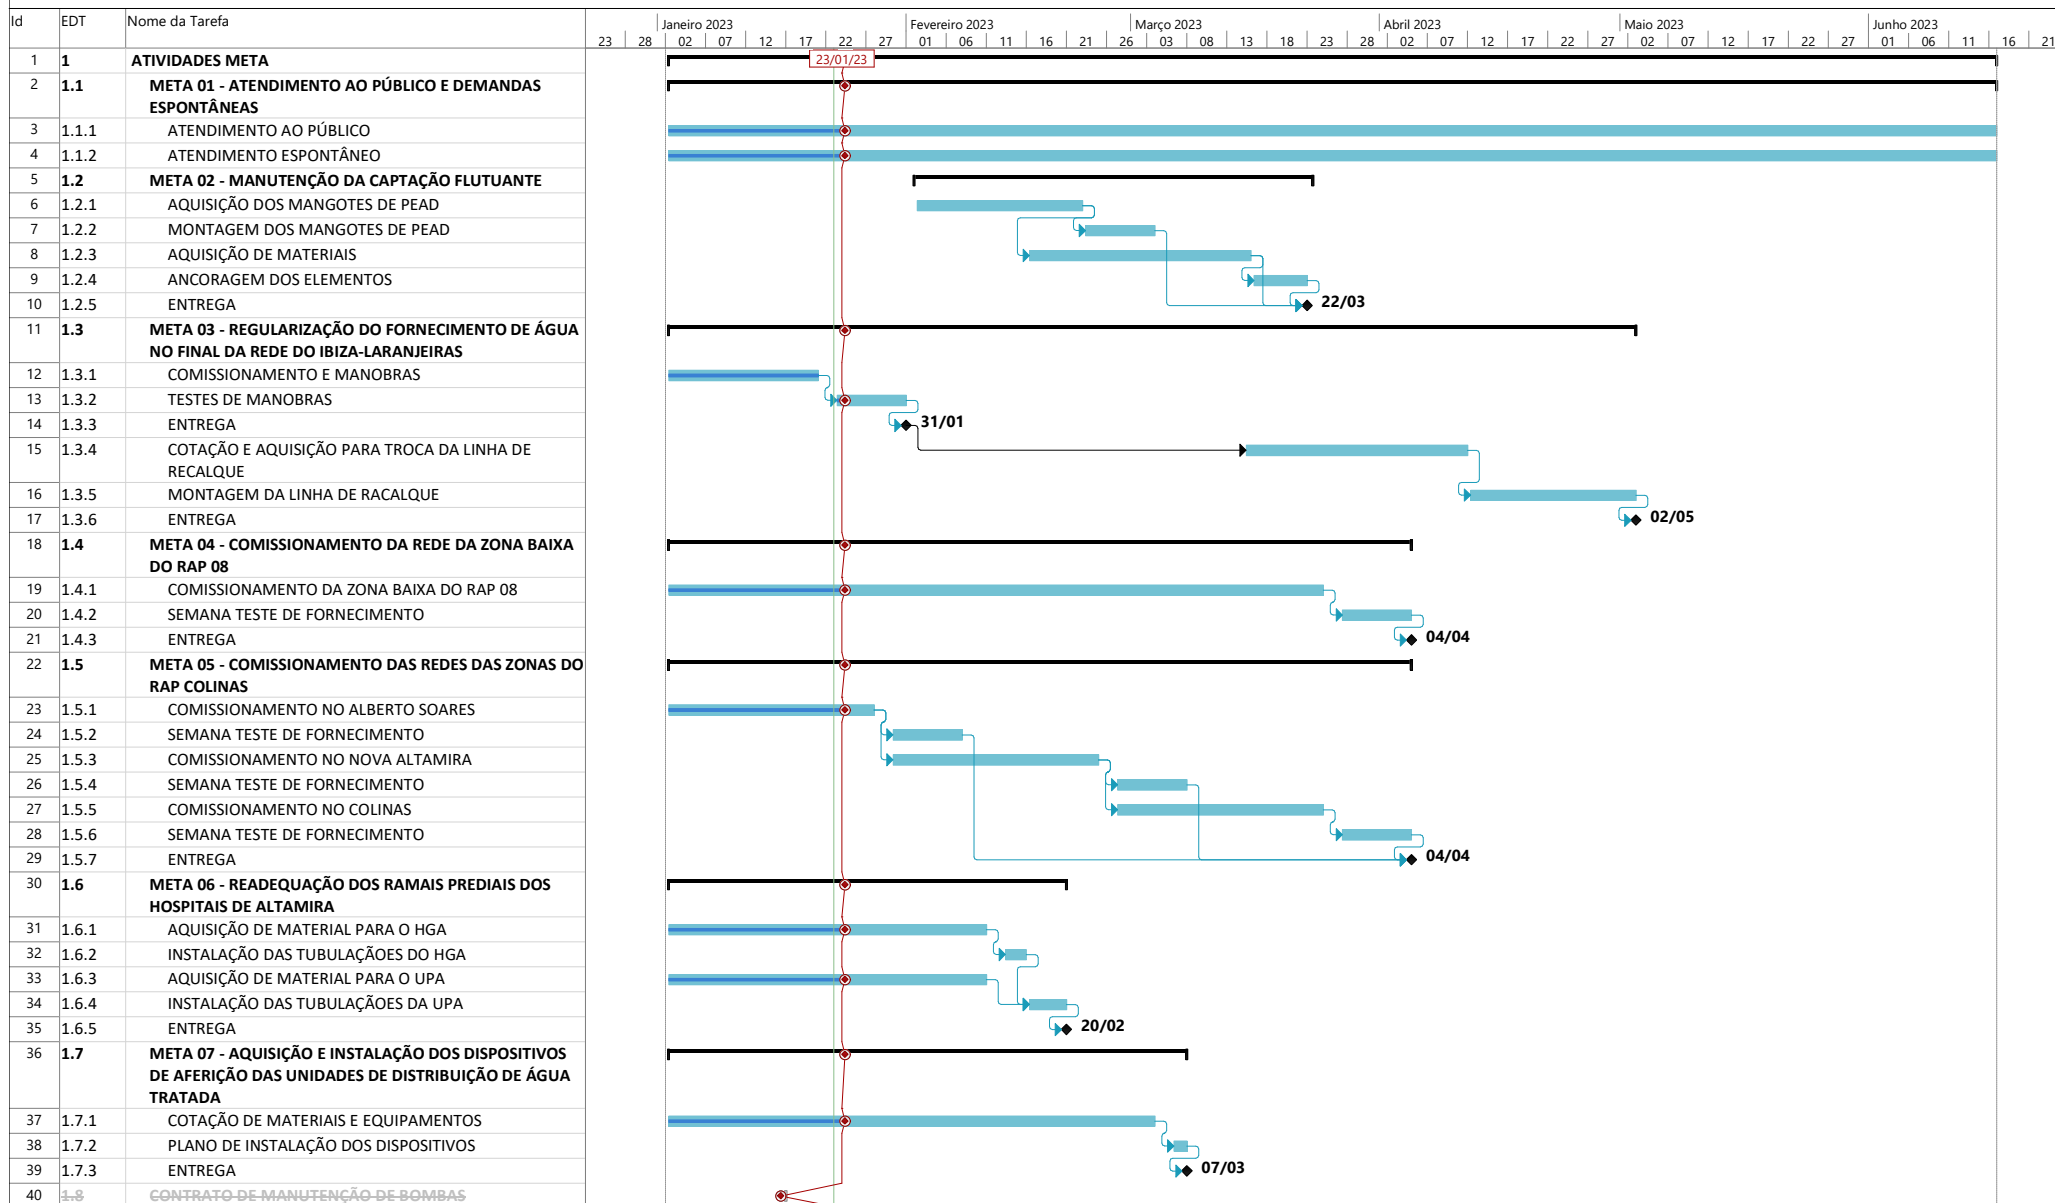 Id EDT Nome da Tarefa
Janeiro 2023 Fevereiro 2023 Março 2023 Abril 2023 Maio 2023 Junho 2023
23 28 02 07 12 17 22 27 01 06 11 16 21 26 03 08 13 18 23 28 02 07 12 17 22 27 02 07 12 17 22 27 01 06 11 16 21
1 1 ATIVIDADES META 23/01/23
2 1.1 META 01 - ATENDIMENTO AO PÚBLICO E DEMANDAS
ESPONTÂNEAS
3 1.1.1 ATENDIMENTO AO PÚBLICO
4 1.1.2 ATENDIMENTO ESPONTÂNEO
5 1.2 META 02 - MANUTENÇÃO DA CAPTAÇÃO FLUTUANTE
6 1.2.1 AQUISIÇÃO DOS MANGOTES DE PEAD
7 1.2.2 MONTAGEM DOS MANGOTES DE PEAD
8 1.2.3 AQUISIÇÃO DE MATERIAIS
9 1.2.4 ANCORAGEM DOS ELEMENTOS
10 1.2.5 ENTREGA 22/03
11 1.3 META 03 - REGULARIZAÇÃO DO FORNECIMENTO DE ÁGUA
NO FINAL DA REDE DO IBIZA-LARANJEIRAS
12 1.3.1 COMISSIONAMENTO E MANOBRAS
13 1.3.2 TESTES DE MANOBRAS
14 1.3.3 ENTREGA 31/01
15 1.3.4 COTAÇÃO E AQUISIÇÃO PARA TROCA DA LINHA DE
RECALQUE
16 1.3.5 MONTAGEM DA LINHA DE RACALQUE
17 1.3.6 ENTREGA 02/05
18 1.4 META 04 - COMISSIONAMENTO DA REDE DA ZONA BAIXA
DO RAP 08
19 1.4.1 COMISSIONAMENTO DA ZONA BAIXA DO RAP 08
20 1.4.2 SEMANA TESTE DE FORNECIMENTO
21 1.4.3 ENTREGA 04/04
22 1.5 META 05 - COMISSIONAMENTO DAS REDES DAS ZONAS DO
RAP COLINAS
23 1.5.1 COMISSIONAMENTO NO ALBERTO SOARES
24 1.5.2 SEMANA TESTE DE FORNECIMENTO
25 1.5.3 COMISSIONAMENTO NO NOVA ALTAMIRA
26 1.5.4 SEMANA TESTE DE FORNECIMENTO
27 1.5.5 COMISSIONAMENTO NO COLINAS
28 1.5.6 SEMANA TESTE DE FORNECIMENTO
29 1.5.7 ENTREGA 04/04
30 1.6 META 06 - READEQUAÇÃO DOS RAMAIS PREDIAIS DOS
HOSPITAIS DE ALTAMIRA
31 1.6.1 AQUISIÇÃO DE MATERIAL PARA O HGA
32 1.6.2 INSTALAÇÃO DAS TUBULAÇÃOES DO HGA
33 1.6.3 AQUISIÇÃO DE MATERIAL PARA O UPA
34 1.6.4 INSTALAÇÃO DAS TUBULAÇÃOES DA UPA
35 1.6.5 ENTREGA 20/02
36 1.7 META 07 - AQUISIÇÃO E INSTALAÇÃO DOS DISPOSITIVOS
DE AFERIÇÃO DAS UNIDADES DE DISTRIBUIÇÃO DE ÁGUA
TRATADA
37 1.7.1 COTAÇÃO DE MATERIAIS E EQUIPAMENTOS
38 1.7.2 PLANO DE INSTALAÇÃO DOS DISPOSITIVOS
39 1.7.3 ENTREGA 07/03
40 1.8 CONTRATO DE MANUTENÇÃO DE BOMBAS